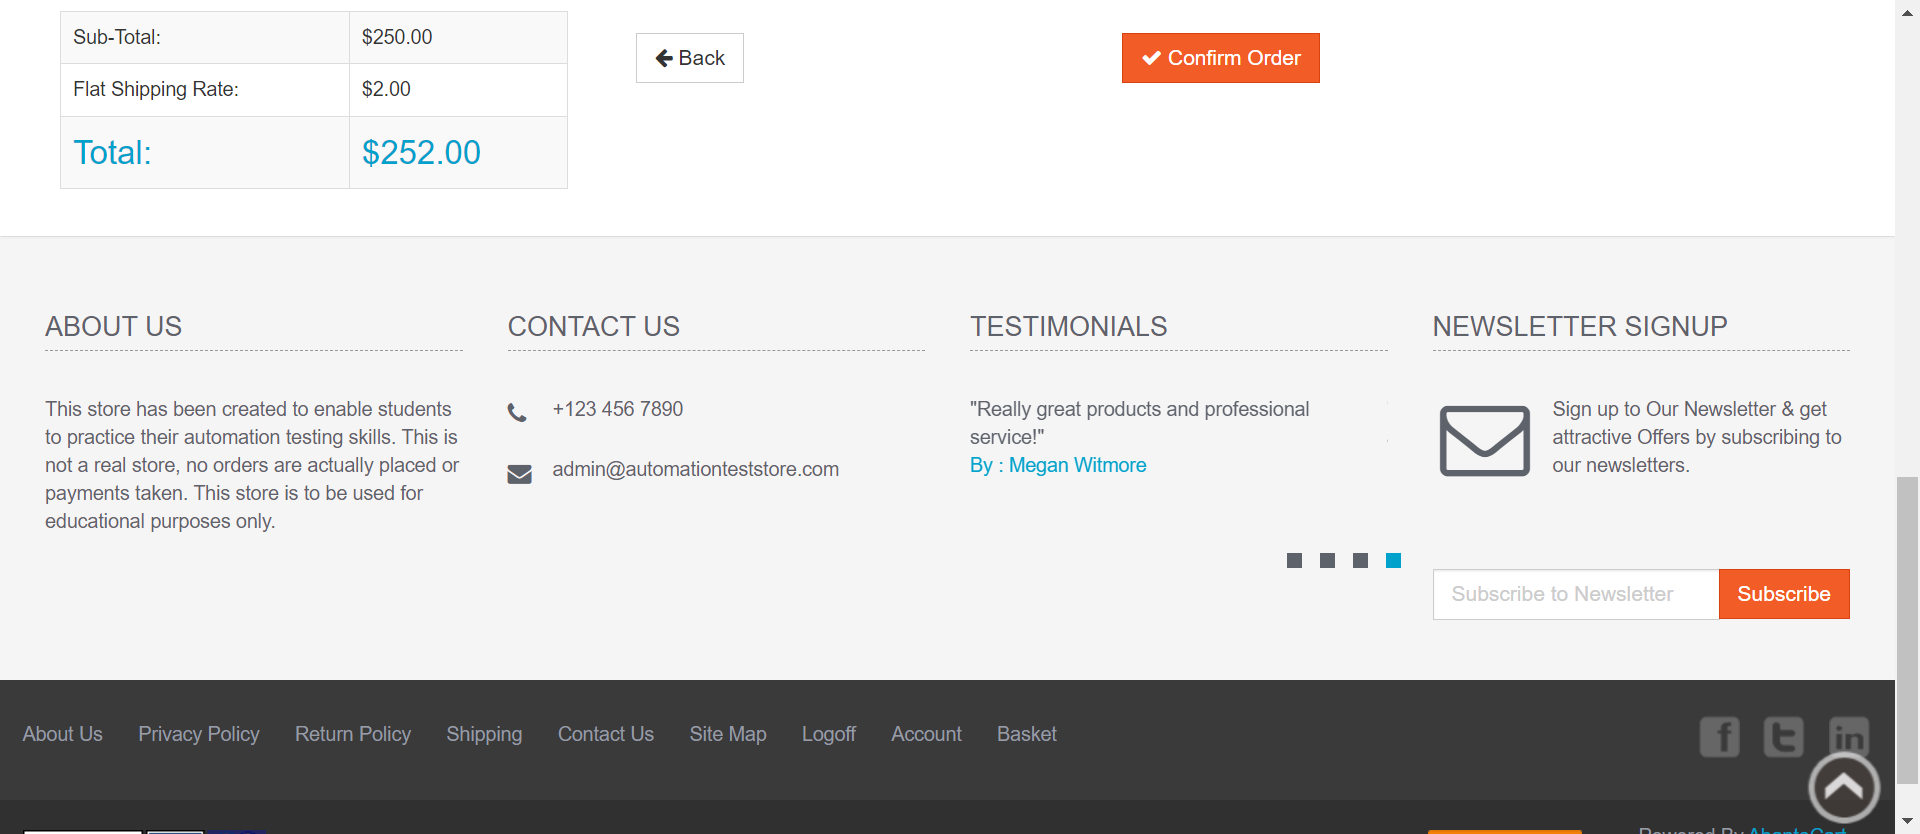 Sub-Total: $250.00
Flat Shipping Rate: $2.00
Total: $252.00
Back
Confirm Order
ABOUT US
This store has been created to enable students
to practice their automation testing skills. This is
not a real store, no orders are actually placed or
payments taken. This store is to be used for
educational purposes only.
CONTACT US
+123 456 7890
admin@automationteststore.com
TESTIMONIALS
"Really great products and professional
service!"
By : Megan Witmore
NEWSLETTER SIGNUP
Sign up to Our Newsletter & get
attractive Offers by subscribing to
our newsletters.
Subscribe to Newsletter
Subscribe
About Us Privacy Policy Return Policy Shipping Contact Us Site Map Logoff Account Basket
Powered By AbanteCart